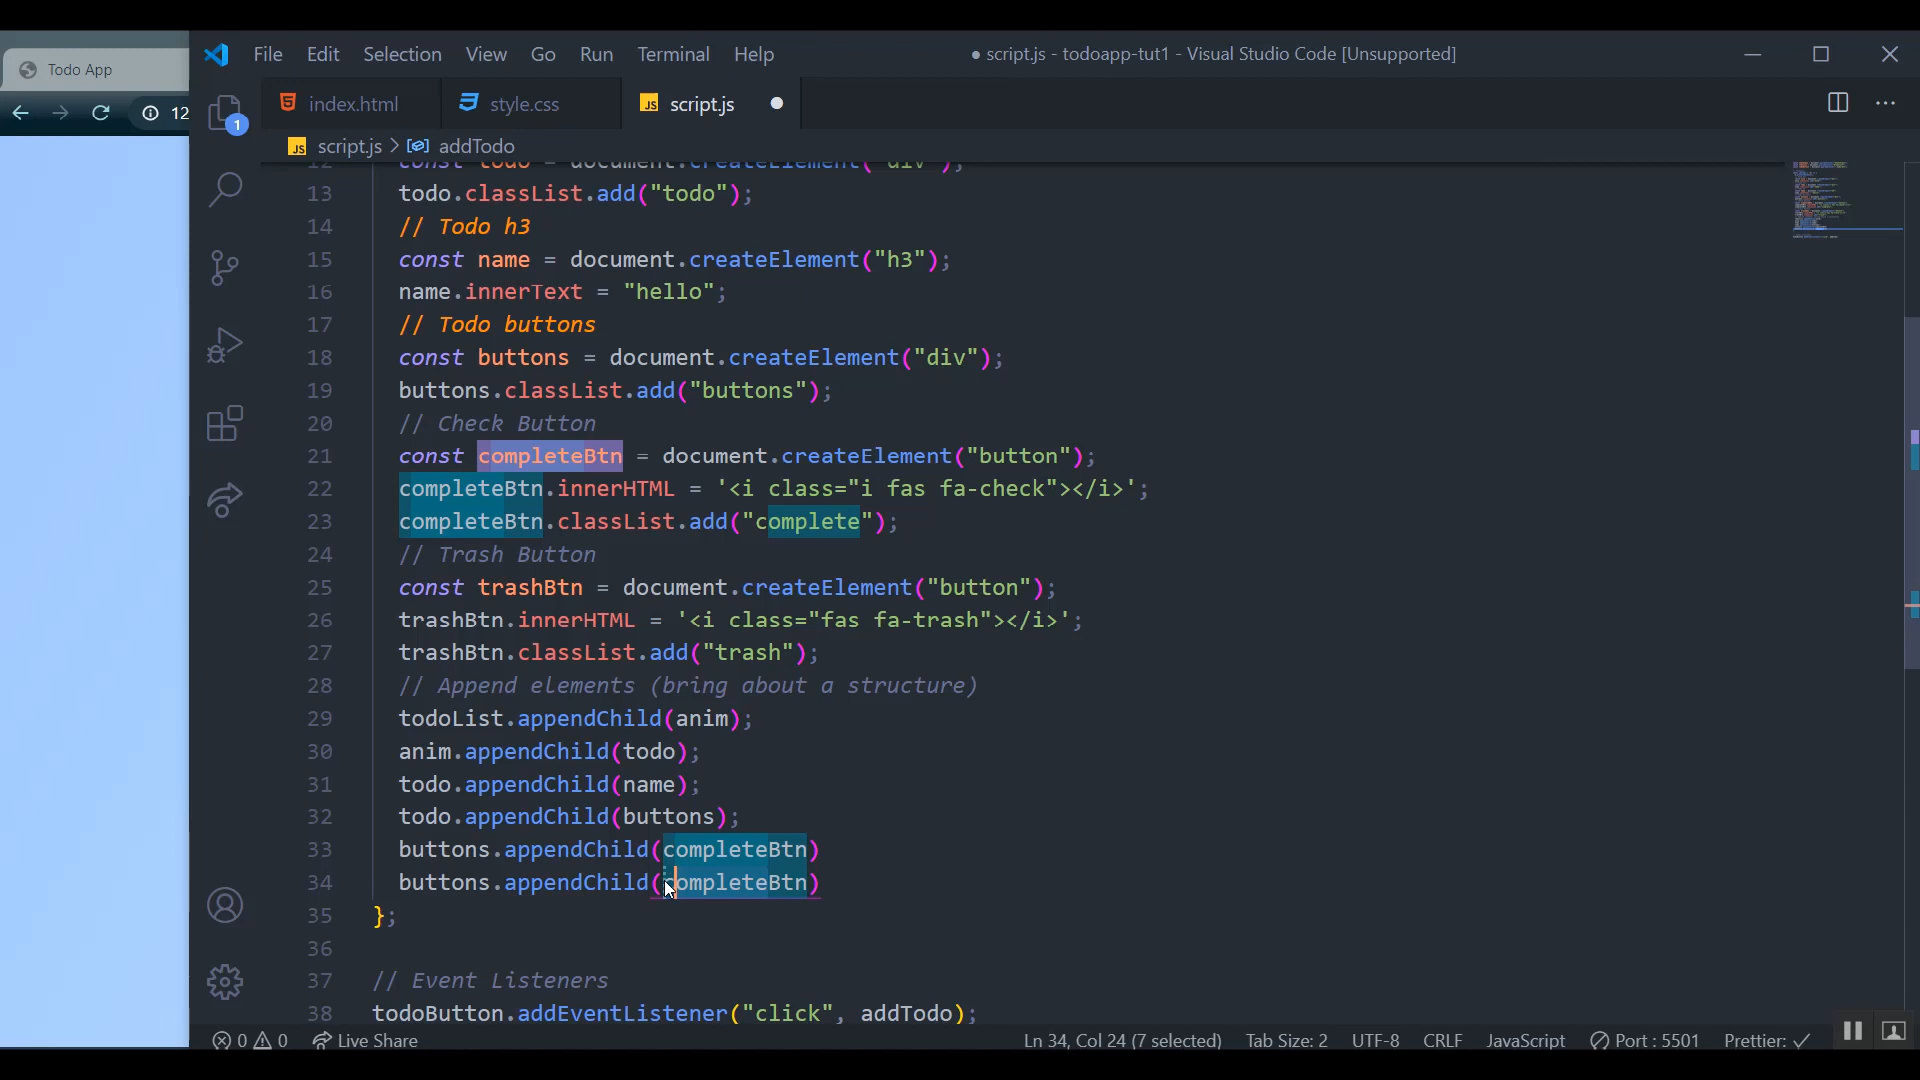 Todo App
12
File Edit Selection View Go Run Terminal Help
● script.js - todoapp-tut1 - Visual Studio Code [Unsupported]
index.html
style.css
JS script.js
1
JS script.js > addTodo
12 const todo = document.createElement("div");
13 todo.classList.add("todo");
14 // Todo h3
15 const name = document.createElement("h3");
16 name.innerText = "hello";
17 // Todo buttons
18 const buttons = document.createElement("div");
19 buttons.classList.add("buttons");
20 // Check Button
21 const completeBtn = document.createElement("button");
22 completeBtn.innerHTML = '<i class="i fas fa-check"></i>';
23 completeBtn.classList.add("complete");
24 // Trash Button
25 const trashBtn = document.createElement("button");
26 trashBtn.innerHTML = '<i class="fas fa-trash"></i>';
27 trashBtn.classList.add("trash");
28 // Append elements (bring about a structure)
29 todoList.appendChild(anim);
30 anim.appendChild(todo);
31 todo.appendChild(name);
32 todo.appendChild(buttons);
33 buttons.appendChild(completeBtn)
34 buttons.appendChild(completeBtn)
35 };
36
37 // Event Listeners
38 todoButton.addEventListener("click", addTodo);
0 0 Live Share Ln 34, Col 24 (7 selected) Tab Size: 2 UTF-8 CRLF JavaScript Port : 5501 Prettier: ✓